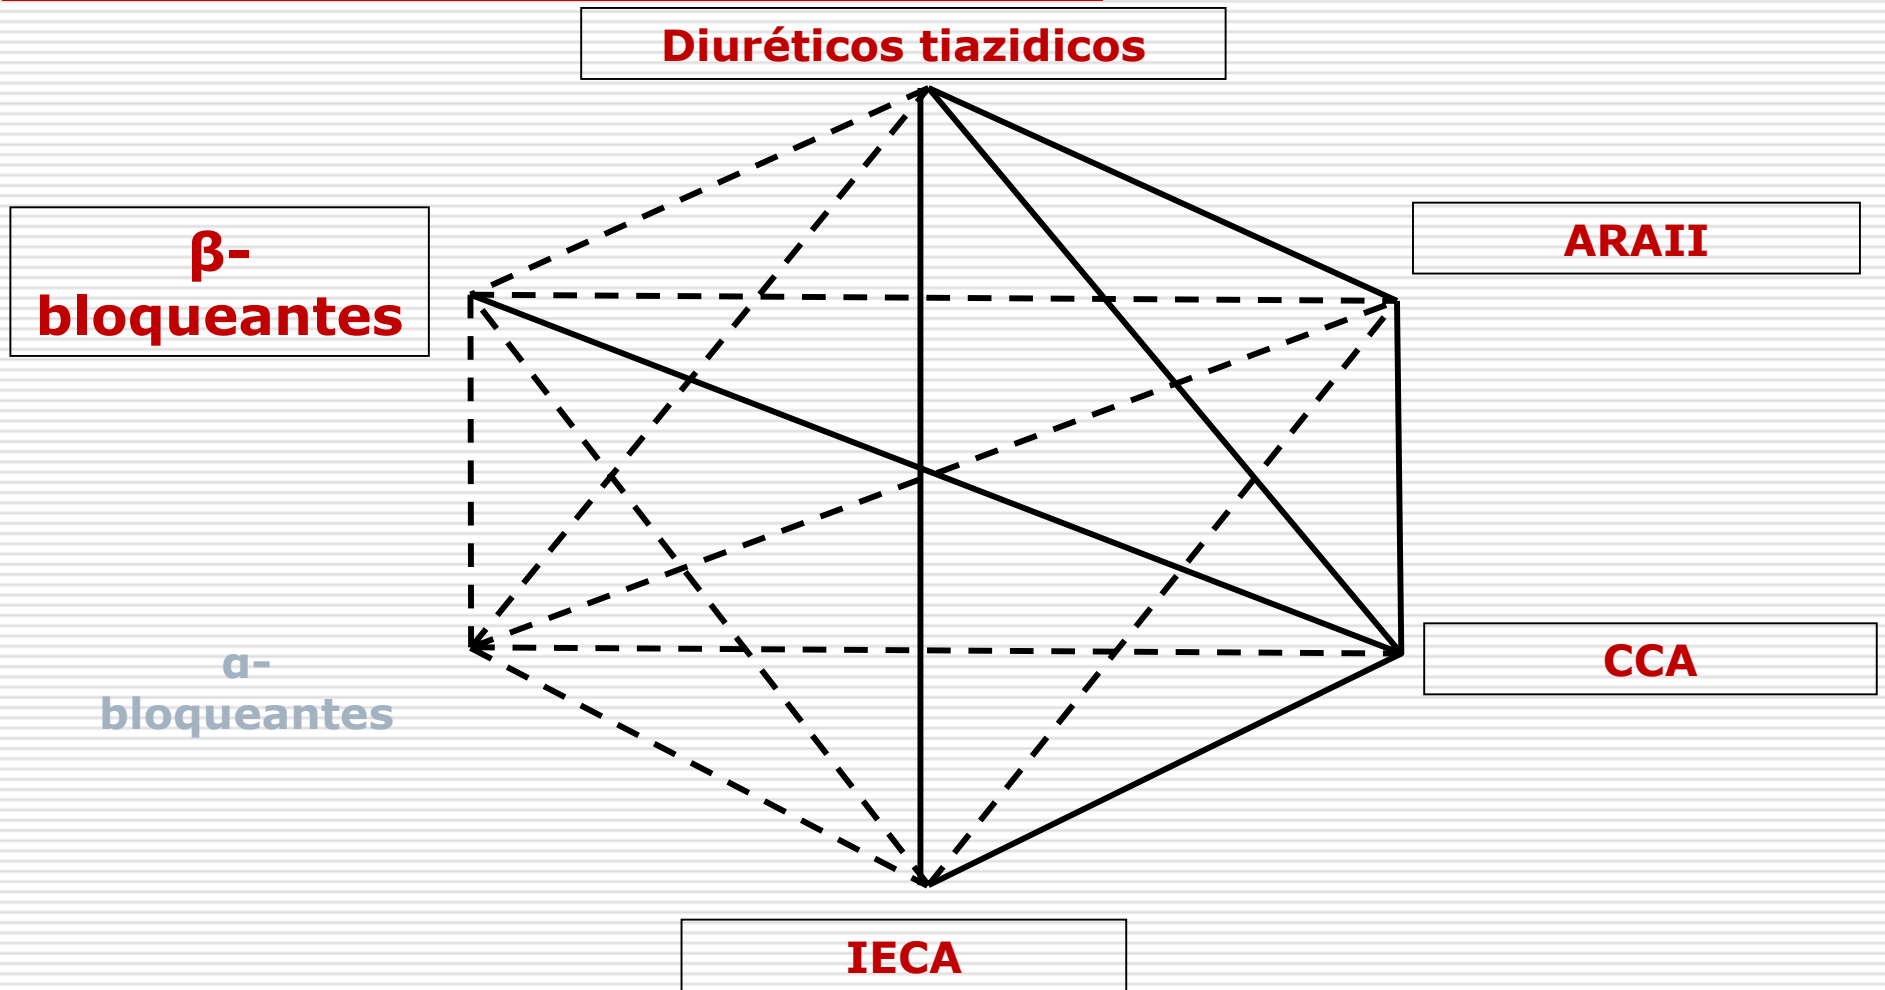 Diuréticos tiazidicos
β-
bloqueantes
ARAII
α-
bloqueantes
CCA
IECA